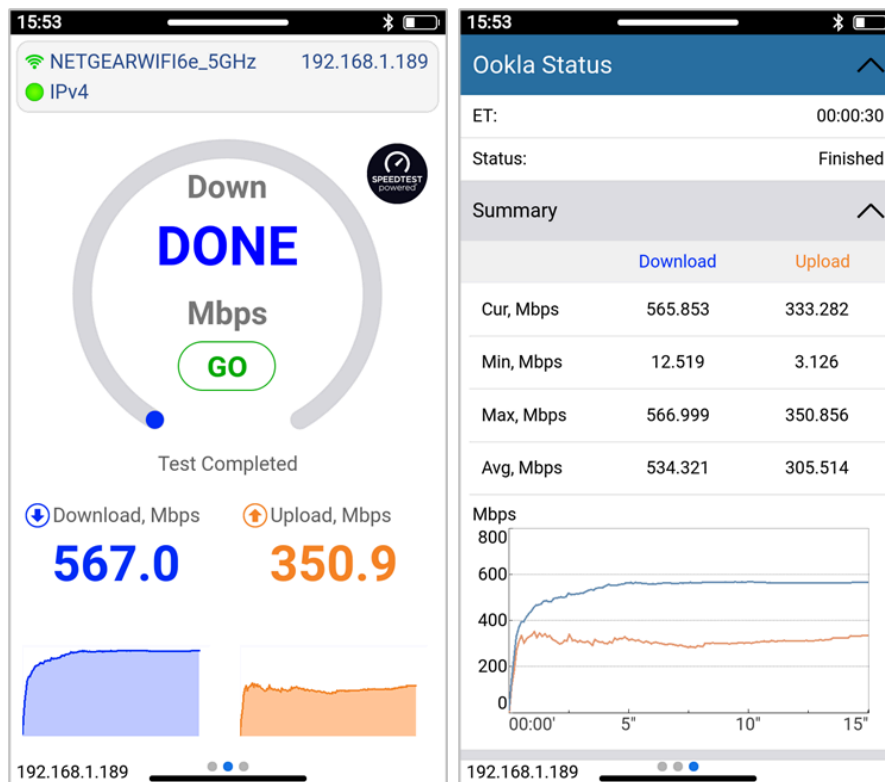 15:53
NETGEARWIFI6e_5GHz 192.168.1.189
IPv4
SPEEDTEST
powered
Down
DONE
Mbps
GO
Test Completed
Download, Mbps Upload, Mbps
567.0 350.9
192.168.1.189
15:53
Ookla Status
ET: 00:00:30
Status: Finished
Summary
Download Upload
Cur, Mbps 565.853 333.282
Min, Mbps 12.519 3.126
Max, Mbps 566.999 350.856
Avg, Mbps 534.321 305.514
Mbps
800
600
400
200
0
00:00' 5" 10" 15"
192.168.1.189